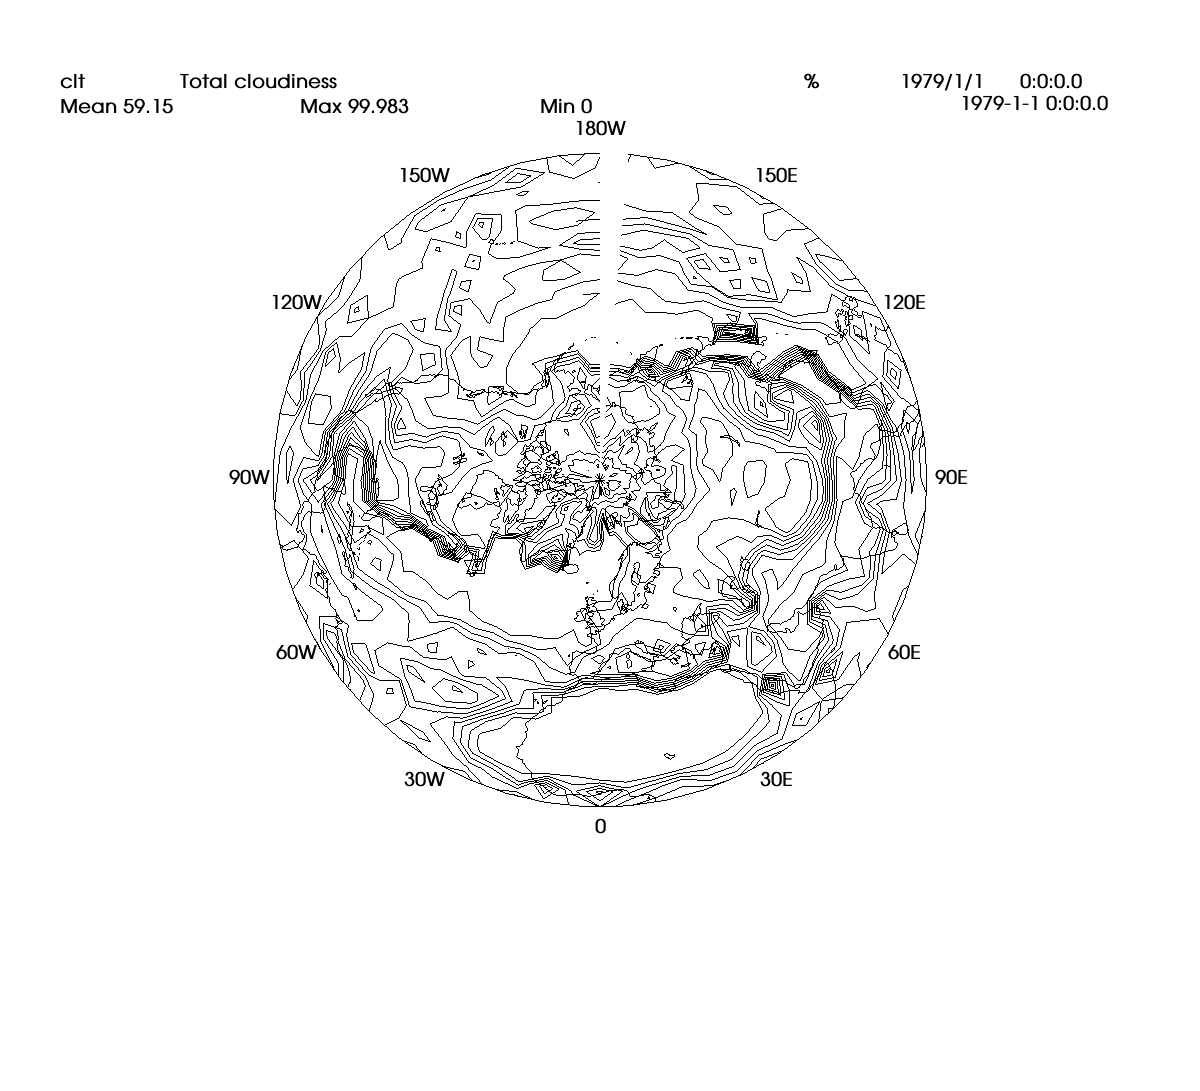 clt Total cloudiness % 1979/1/1 0:0:0.0
Mean 59.15 Max 99.983 Min 0 1979-1-1 0:0:0.0
180W
150W 150E
120W 120E
90W 90E
60W 60E
30W 30E
0